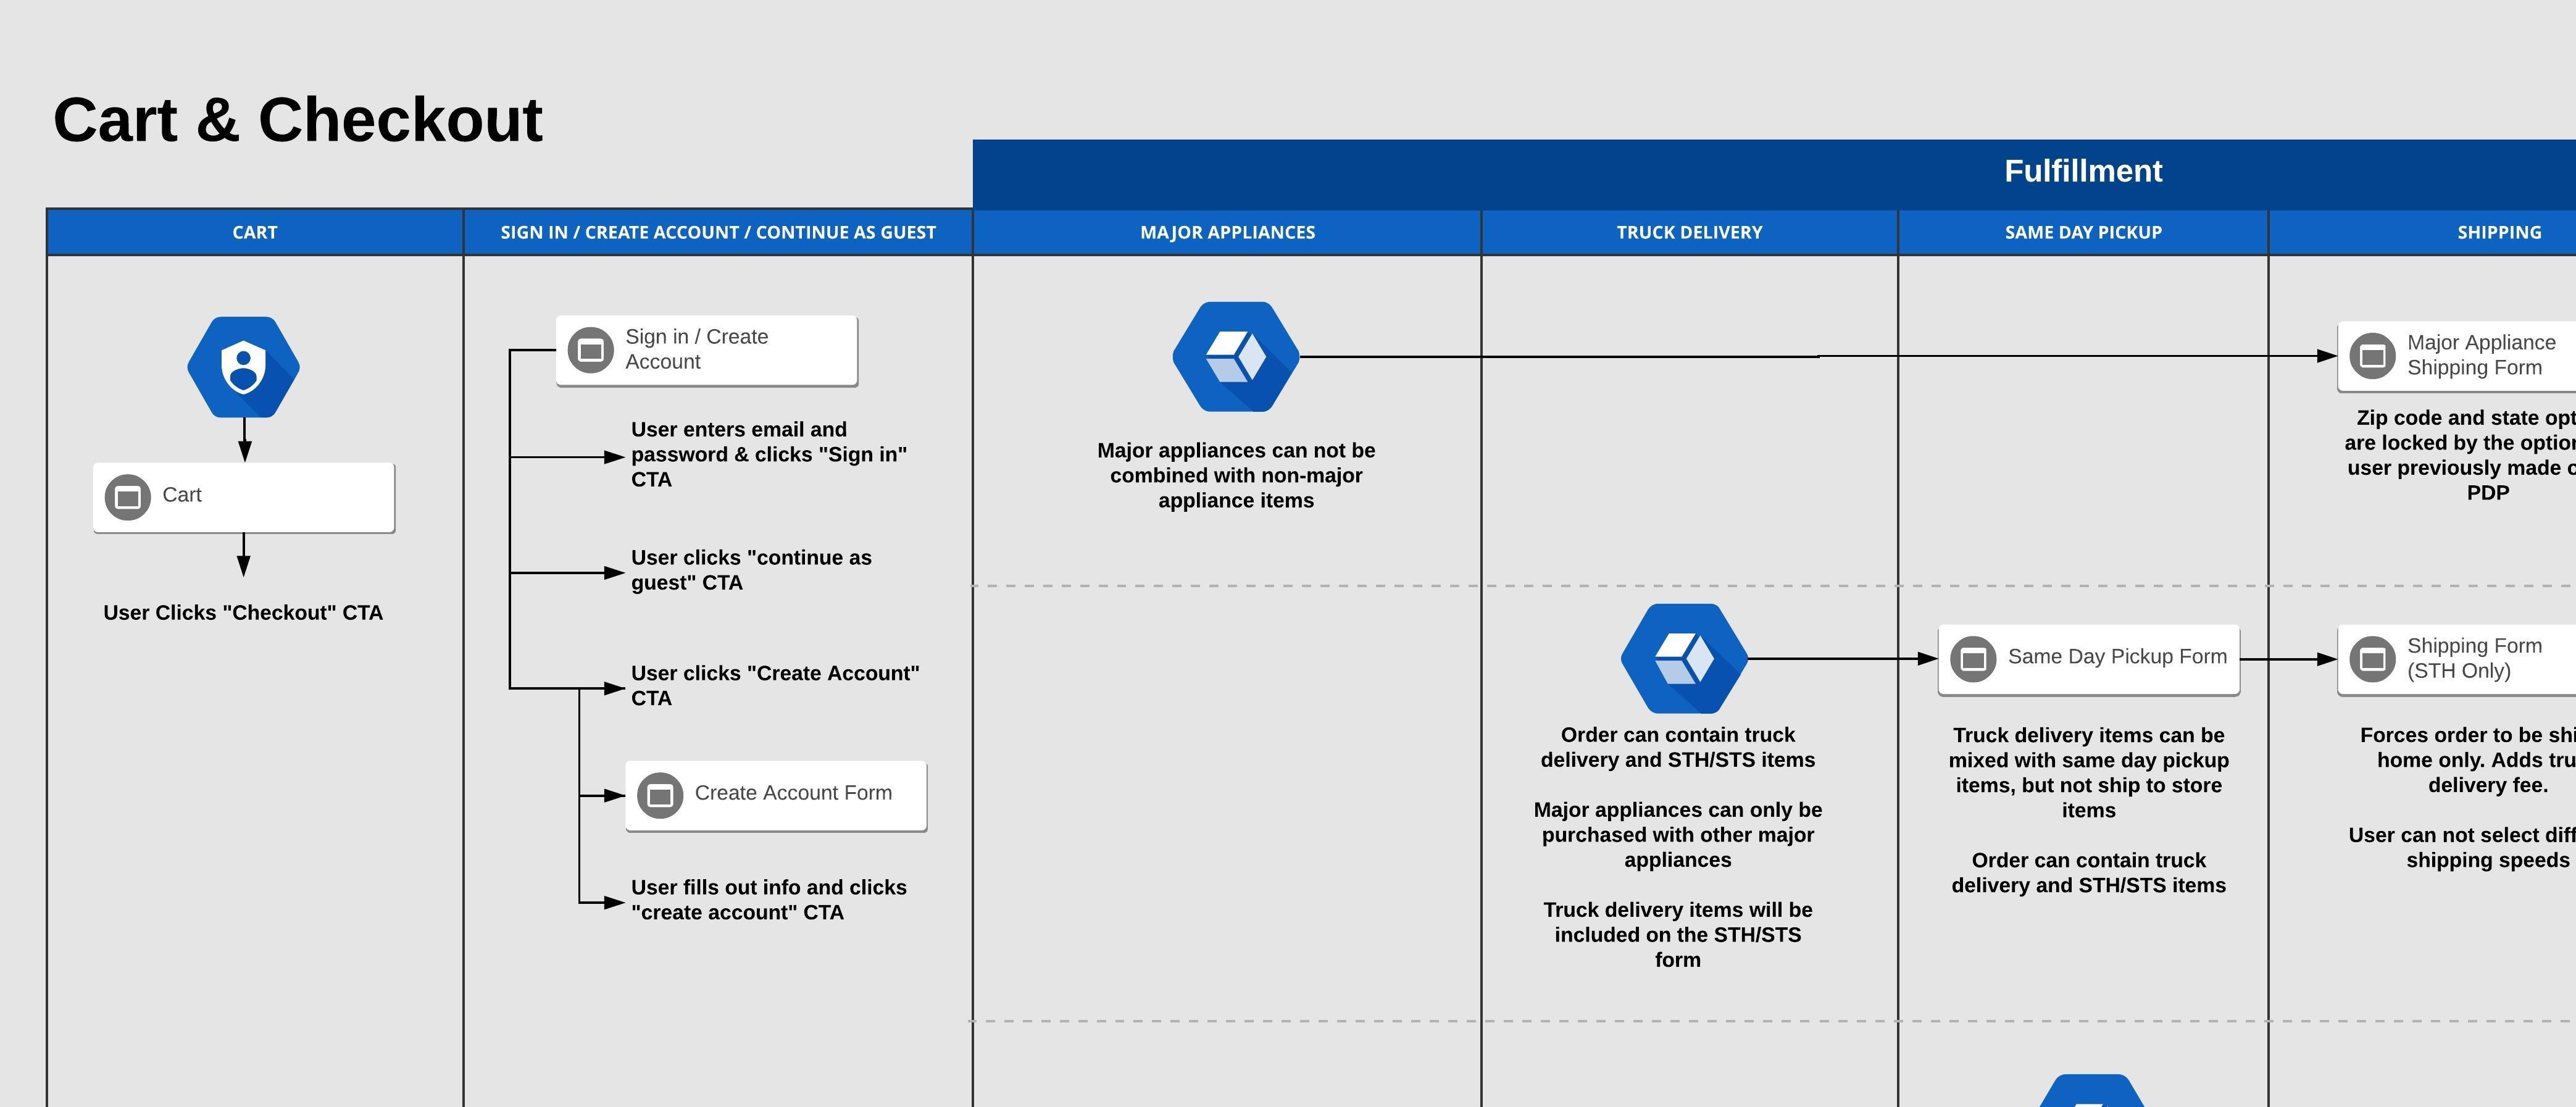 Cart & Checkout
Fulfillment
CART
SIGN IN / CREATE ACCOUNT / CONTINUE AS GUEST
MAJOR APPLIANCES
TRUCK DELIVERY
SAME DAY PICKUP
SHIPPING
Cart
User Clicks "Checkout" CTA
Sign in / Create
Account
User enters email and
password & clicks "Sign in"
CTA
User clicks "continue as
guest" CTA
User clicks "Create Account"
CTA
Create Account Form
User fills out info and clicks
"create account" CTA
Major appliances can not be
combined with non-major
appliance items
Major Appliance
Shipping Form
Zip code and state
are locked by the
user previously made
PDP
Order can contain truck
delivery and STH/STS items
Major appliances can only be
purchased with other major
appliances
Truck delivery items will be
included on the STH/STS
form
Same Day Pickup Form
Truck delivery items can be
mixed with same day pickup
items, but not ship to store
items
Order can contain truck
delivery and STH/STS items
Shipping Form
(STH Only)
Forces order to be
home only. Adds
delivery fee.
User can not select
shipping speeds